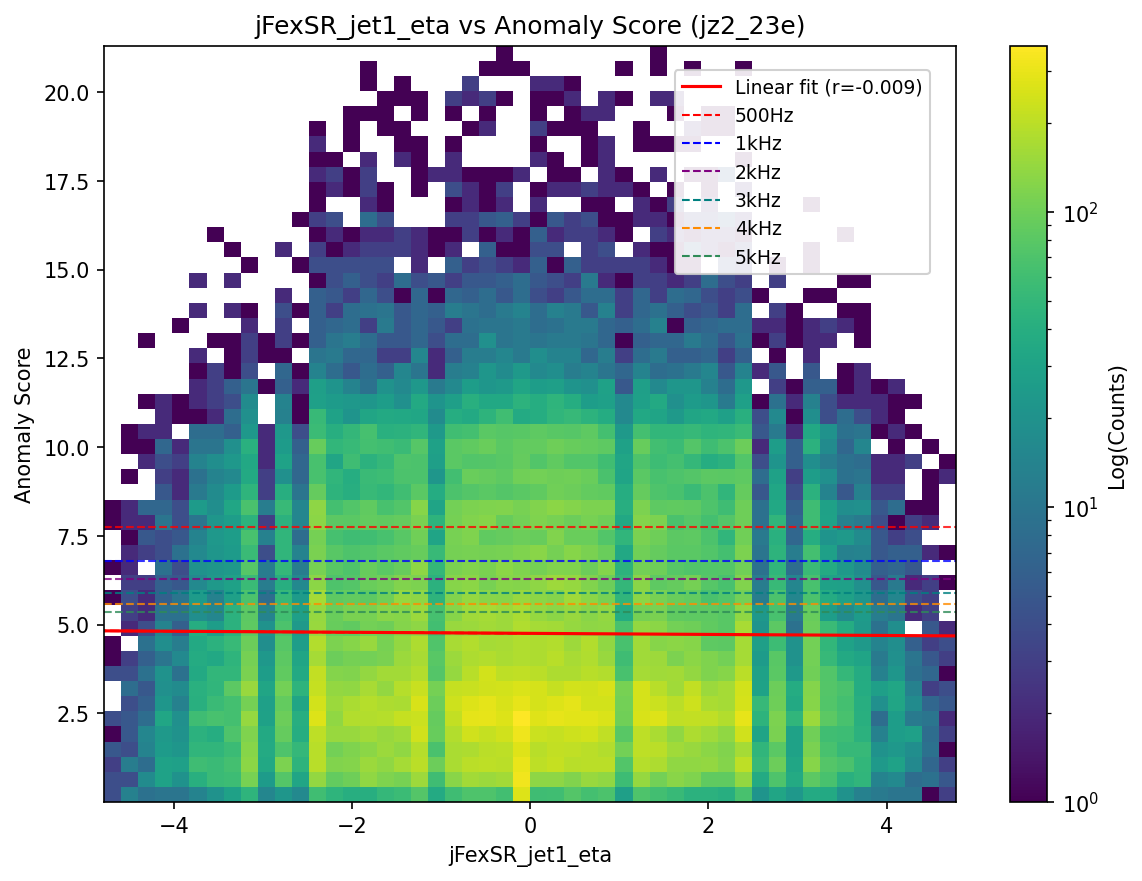 jFexSR_jet1_eta vs Anomaly Score (jz2_23e)
Linear fit (r=-0.009)
500Hz
1kHz
2kHz
3kHz
4kHz
5kHz
Anomaly Score
20.0
17.5
15.0
12.5
10.0
7.5
5.0
2.5
−4
−2
0
2
4
jFexSR_jet1_eta
10²
10¹
10⁰
Log(Counts)